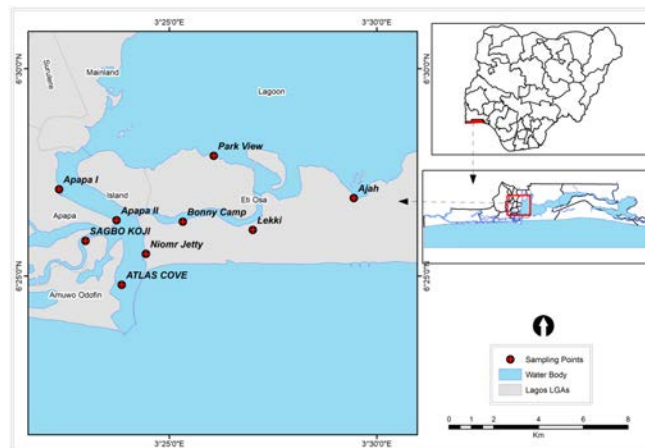 3°25'0"E
3°30'0"E
6°30'0"N
6°30'0"N
Surulere
Mainland
Lagoon
Park View
Apapa I
Ajah
Island
Eti Osa
Apapa
Apapa II
Bonny Camp
Lekki
SAGBO KOJI
Niomr Jetty
6°25'0"N
6°25'0"N
ATLAS COVE
Amuwo Odofin
3°25'0"E
3°30'0"E
Sampling Points
Water Body
Lagos LGAs
0 1 2 4 6 8
Km